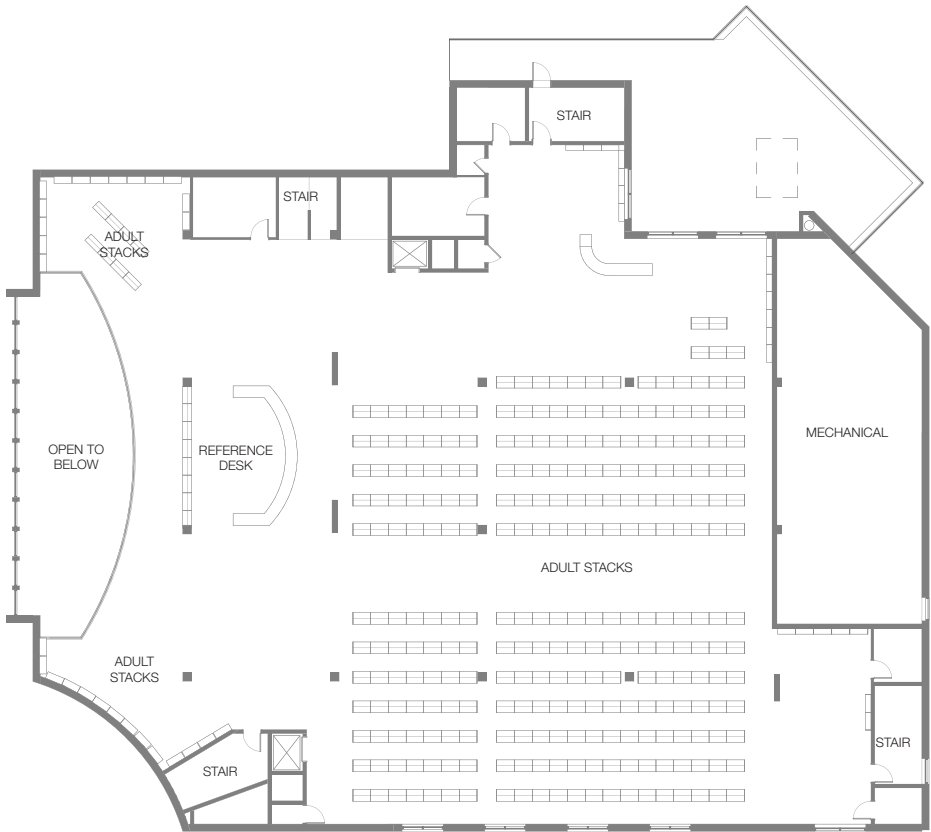 STAIR
STAIR
ADULT
STACKS
MECHANICAL
OPEN TO
BELOW
REFERENCE
DESK
ADULT STACKS
ADULT
STACKS
STAIR
STAIR